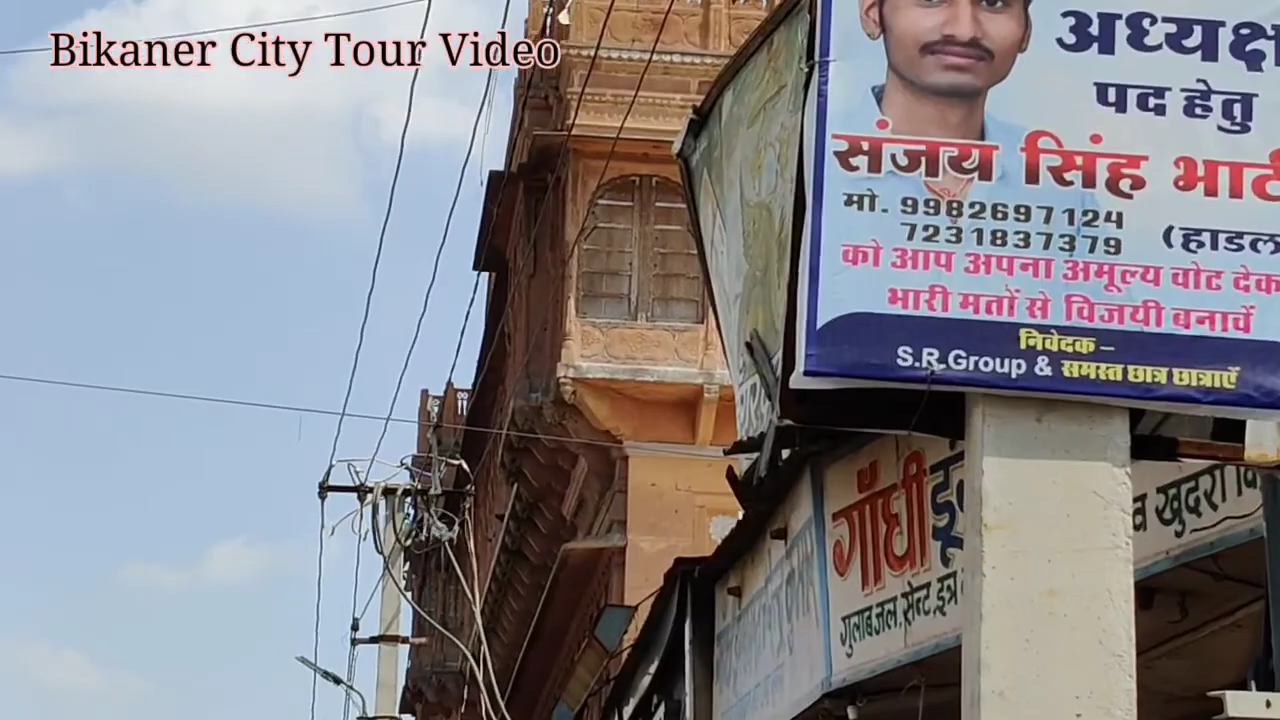 Bikaner City Tour Video
अध्यक्ष
पद हेतु
संजय सिंह भाटी
मो. 9982697124
7231837379 (हाडल
को आप अपना अमूल्य वोट देक
भारी मतों से विजयी बनावें
निवेदक –
S.R.Group & समस्त छात्र छात्राऐं
गाँधी
व खुदरा वि
गुलाबजल, सेन्ट, इत्र